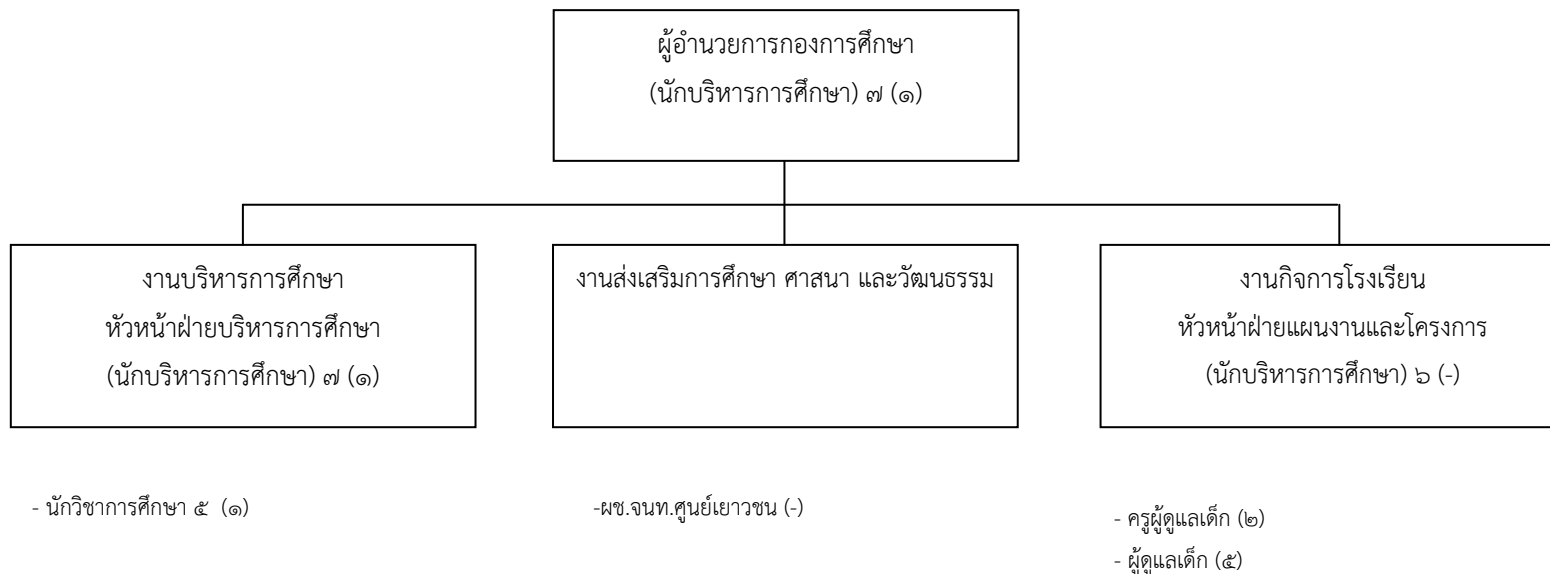 ผู้อำนวยการกองการศึกษา
(นักบริหารการศึกษา) ๗ (๑)
งานบริหารการศึกษา
หัวหน้าฝ่ายบริหารการศึกษา
(นักบริหารการศึกษา) ๗ (๑)
งานส่งเสริมการศึกษา ศาสนา และวัฒนธรรม
งานกิจการโรงเรียน
หัวหน้าฝ่ายแผนงานและโครงการ
(นักบริหารการศึกษา) ๖ (-)
- นักวิชาการศึกษา ๕ (๑)
-ผช.จนท.ศูนย์เยาวชน (-)
- ครูผู้ดูแลเด็ก (๒)
- ผู้ดูแลเด็ก (๕)